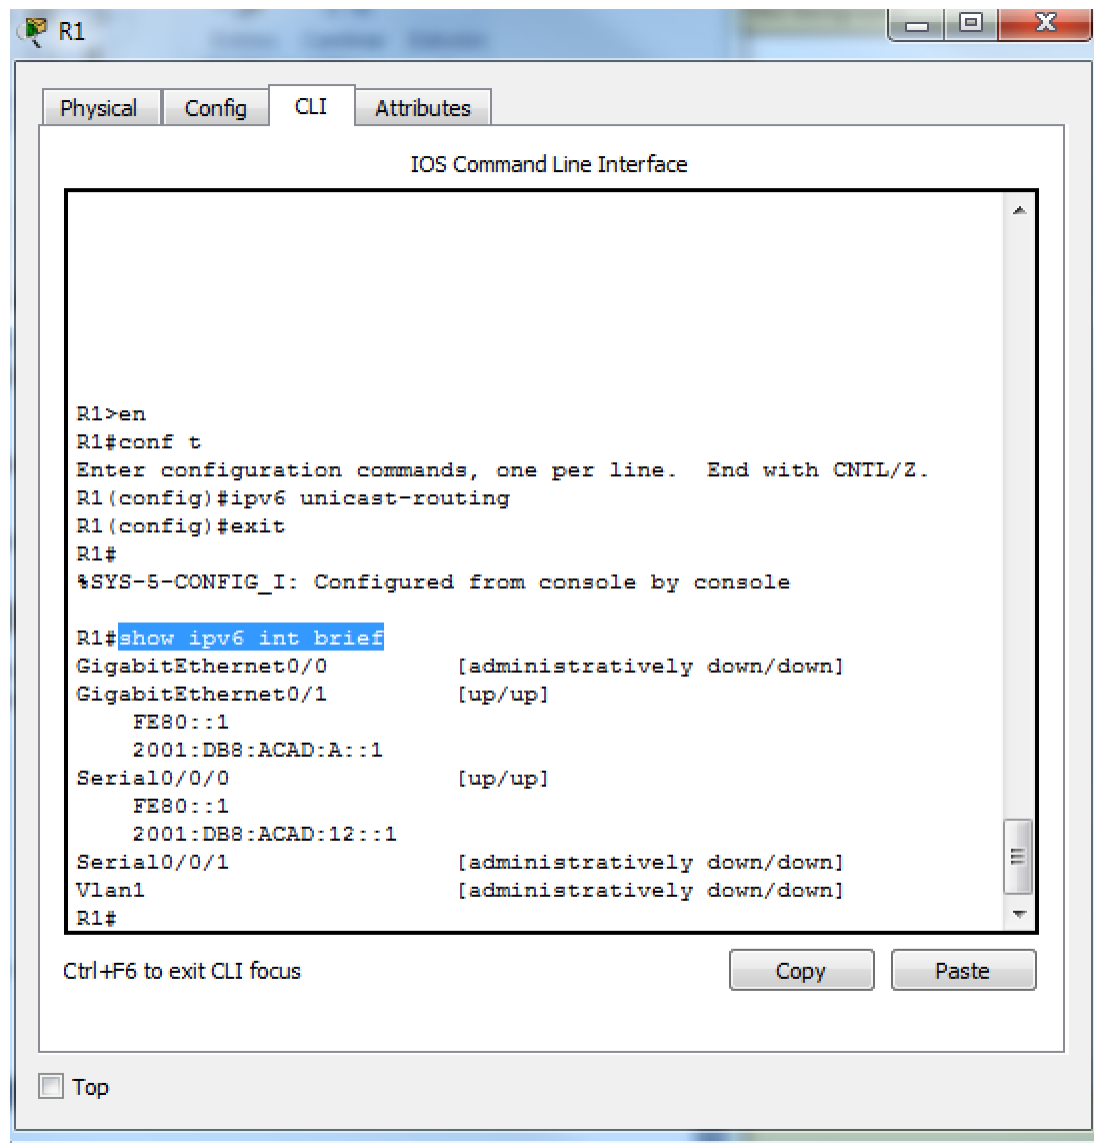 R1
Physical Config CLI Attributes
IOS Command Line Interface
R1>en
R1#conf t
Enter configuration commands, one per line.  End with CNTL/Z.
R1(config)#ipv6 unicast-routing
R1(config)#exit
R1#
%SYS-5-CONFIG_I: Configured from console by console
R1#show ipv6 int brief
GigabitEthernet0/0         [administratively down/down]
GigabitEthernet0/1         [up/up]
    FE80::1
    2001:DB8:ACAD:A::1
Serial0/0/0                [up/up]
    FE80::1
    2001:DB8:ACAD:12::1
Serial0/0/1                [administratively down/down]
Vlan1                      [administratively down/down]
R1#
Ctrl+F6 to exit CLI focus Copy Paste
Top